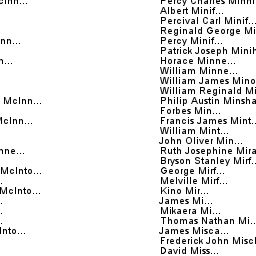 cInn...
Percy Charles Minni
Albert Minif...
Percival Carl Minif...
Reginald George Mi
nn...
Percy Minif...
Patrick Joseph Minih
n...
Horace Minne...
William Minne...
William James Mino
William Reginald Mi
McInn...
Philip Austin Minsha
Forbes Min...
McInn...
Francis James Mint...
William Mint...
John Oliver Min...
nne...
Ruth Josephine Mira
Bryson Stanley Mirf...
McInto...
George Mirf...
Melville Mirf...
McInto...
Kino Mir...
James Mi...
Mikaera Mi...
Thomas Nathan Mi...
Into...
James Misca...
Frederick John Miscl
David Miss...